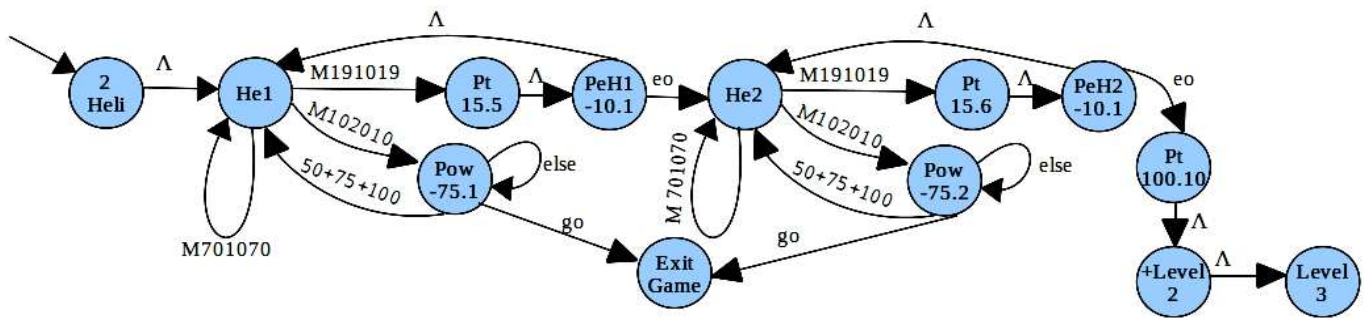 Λ
Λ
2
Heli
Λ
He1
M191019
Pt
15.5
Λ
PeH1
-10.1
eo
He2
M191019
Pt
15.6
Λ
PeH2
-10.1
eo
M102010
M102010
50+75+100
Pow
-75.1
else
M 701070
50+75+100
Pow
-75.2
else
Pt
100.10
M701070
go
go
Λ
Exit
Game
+Level
2
Λ
Level
3